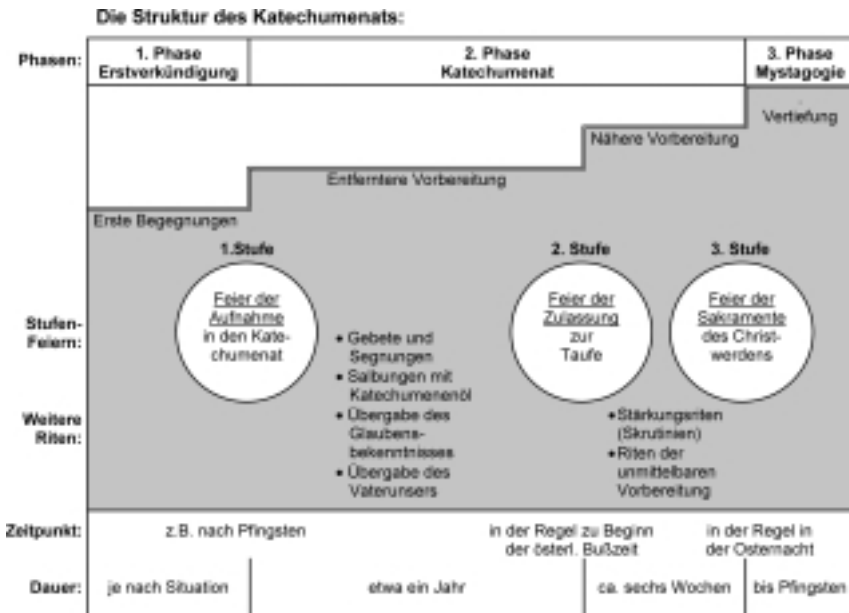 Die Struktur des Katechumenats:
Phasen:
1. Phase
Erstverkündigung
2. Phase
Katechumenat
3. Phase
Mystagogie
Vertiefung
Nähere Vorbereitung
Entferntere Vorbereitung
Erste Begegnungen
1.Stufe
2. Stufe
3. Stufe
Stufen-
Feiern:
Feier der
Aufnahme
in den Kate-
chumenat
Feier der
Zulassung
zur
Taufe
Feier der
Sakramente
des Christ-
werdens
Weitere
Riten:
• Gebete und
Segnungen
• Salbungen mit
Katechumenenöl
• Übergabe des
Glaubens-
bekenntnisses
• Übergabe des
Vaterunsers
• Stärkungsriten
(Skrutinien)
• Riten der
unmittelbaren
Vorbereitung
Zeitpunkt:
z.B. nach Pfingsten
in der Regel zu Beginn
der österl. Bußzeit
in der Regel in
der Osternacht
Dauer:
je nach Situation
etwa ein Jahr
ca. sechs Wochen
bis Pfingsten